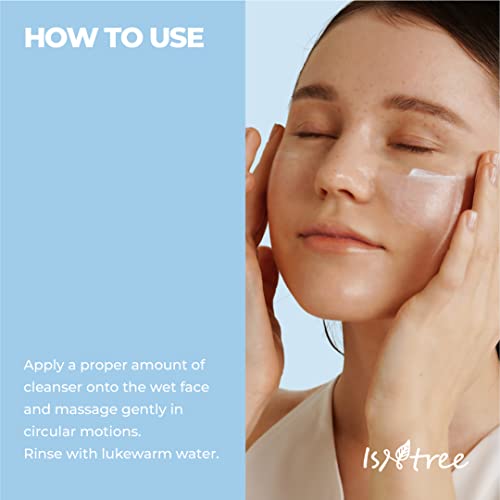 HOW TO USE
Apply a proper amount of
cleanser onto the wet face
and massage gently in
circular motions.
Rinse with lukewarm water.
Isntree